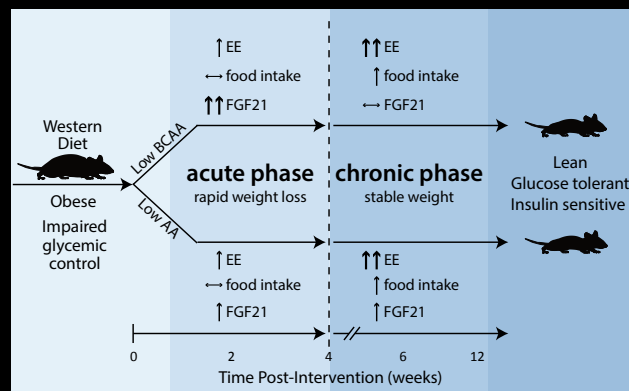 ↑ EE
↔ food intake
↑↑ FGF21
↑↑ EE
↑ food intake
↔ FGF21
Western
Diet
Obese
Impaired
glycemic
control
Low BCAA
Low AA
acute phase
rapid weight loss
chronic phase
stable weight
Lean
Glucose tolerant
Insulin sensitive
↑ EE
↔ food intake
↑ FGF21
↑↑ EE
↑ food intake
↑ FGF21
0 2 4 6 12
Time Post-Intervention (weeks)